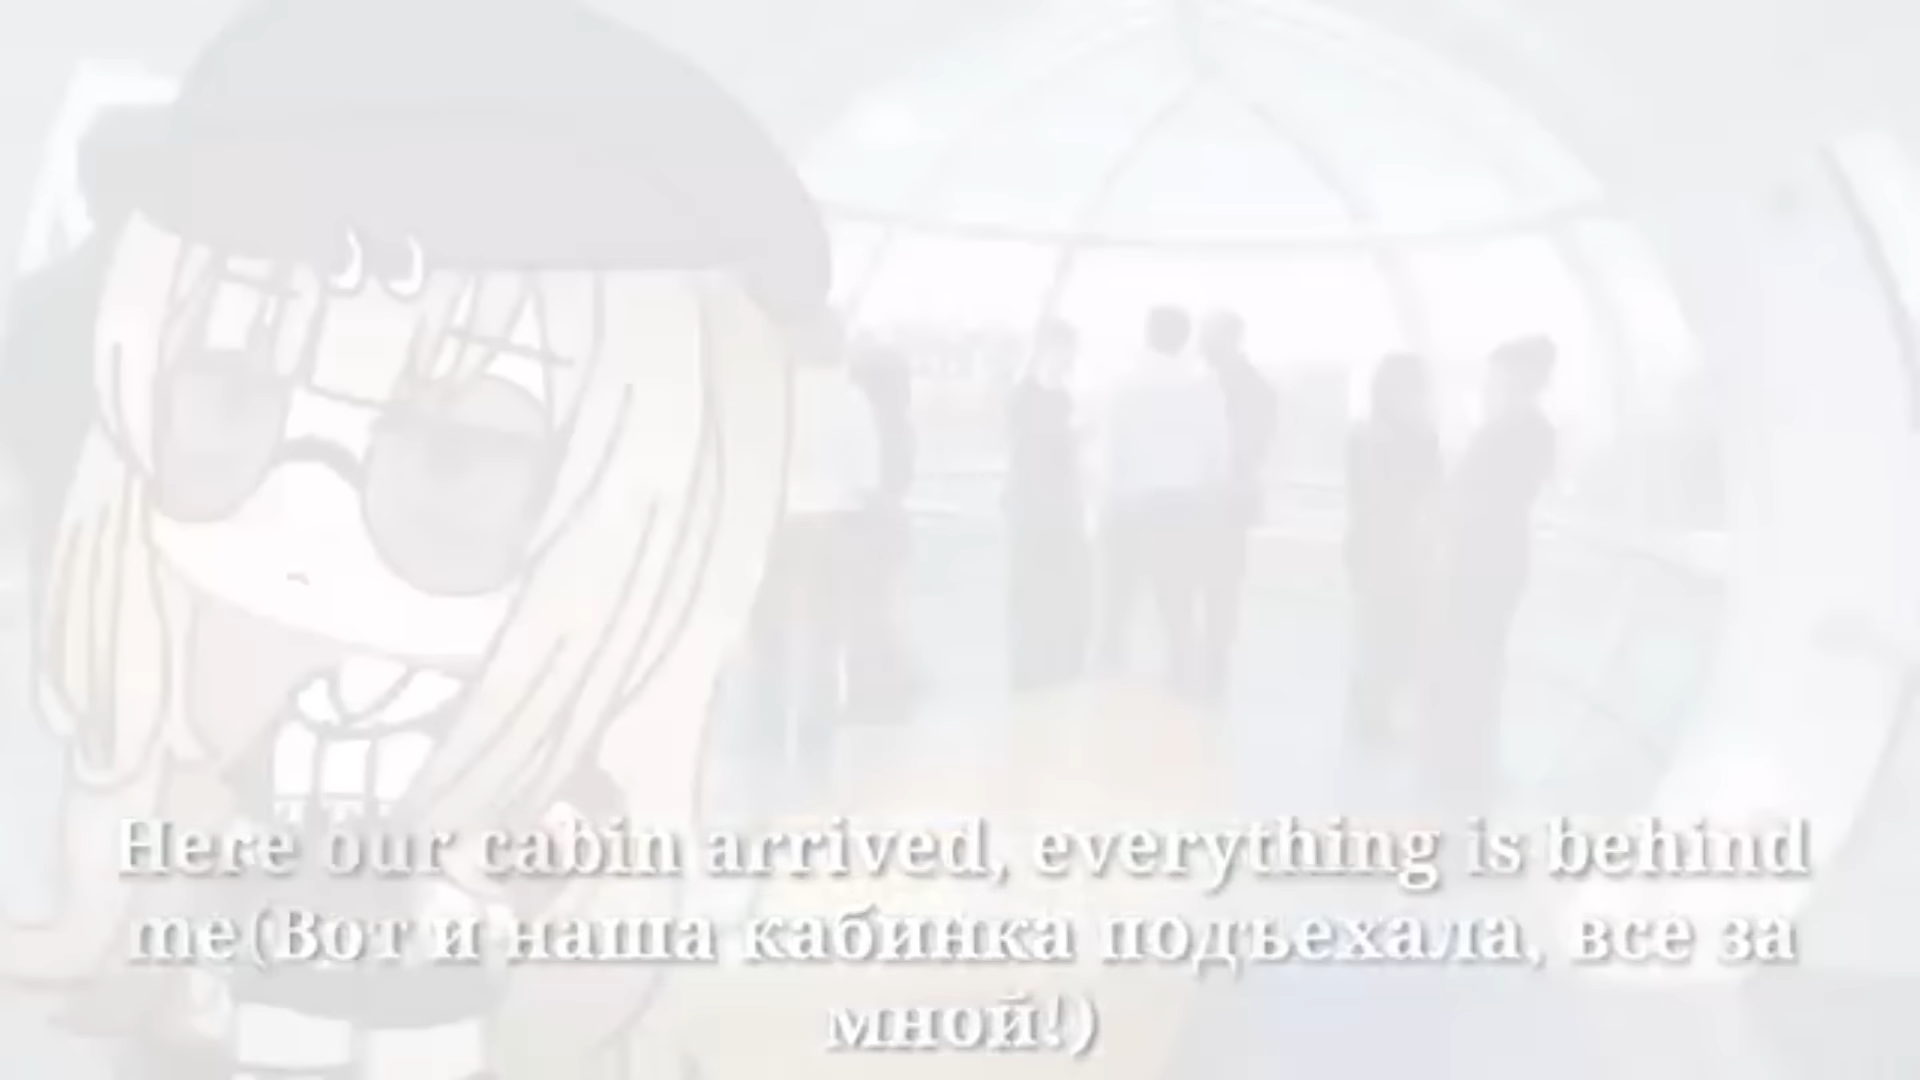 Here our cabin arrived, everything is behind
me(Вот и наша кабинка подъехала, все за
мной!)